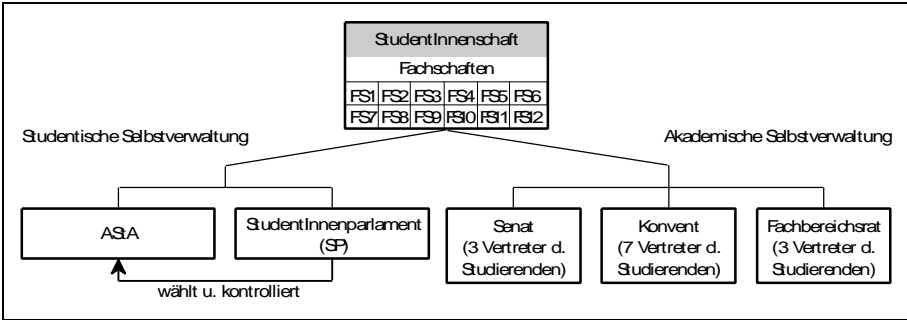 StudentInnenschaft
Fachschaften
FS1 FS2 FS3 FS4 FS5 FS6
FS7 FS8 FS9 FS10 FS11 FS12
Studentische Selbstverwaltung
Akademische Selbstverwaltung
AStA
StudentInnenparlament
(SP)
Senat
(3 Vertreter d.
Studierenden)
Konvent
(7 Vertreter d.
Studierenden)
Fachbereichsrat
(3 Vertreter d.
Studierenden)
wählt u. kontrolliert